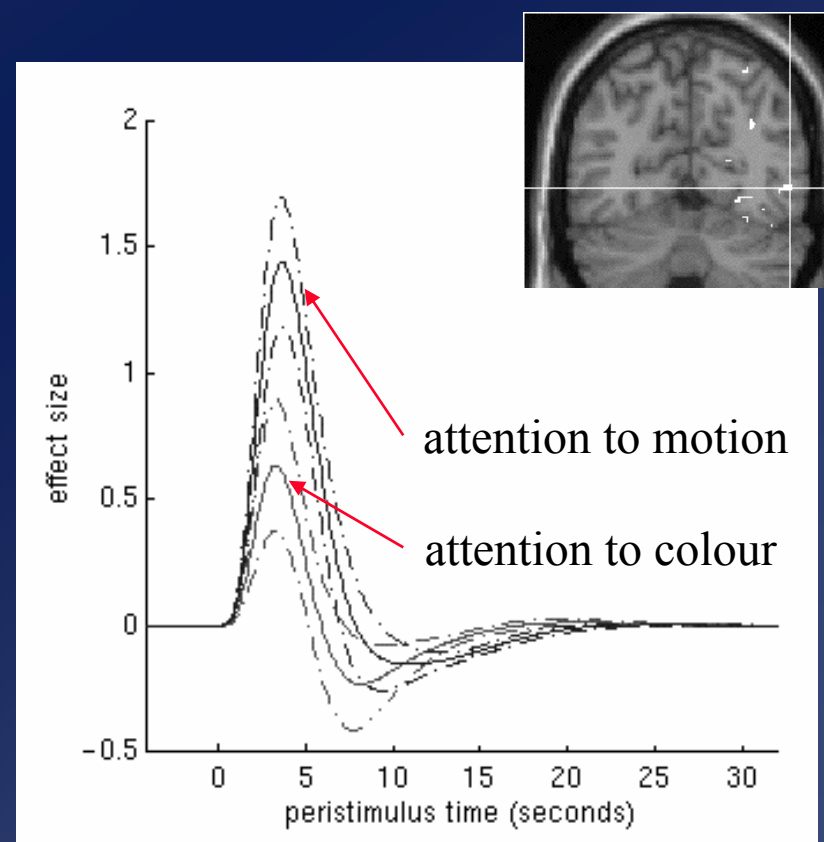 2
1.5
1
0.5
0
-0.5
effect size
attention to motion
attention to colour
0 5 10 15 20 25 30
peristimulus time (seconds)